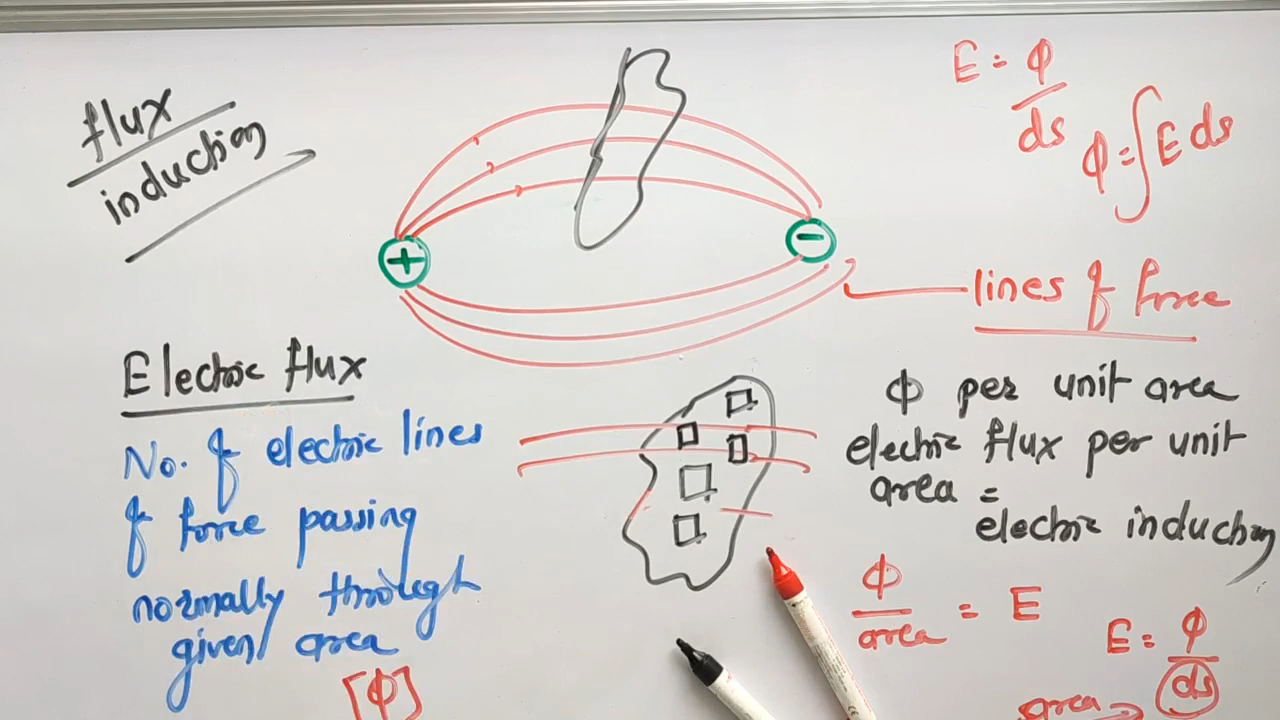 flux
induction
+
−
E = ϕ/ds
ϕ = ∫ E ds
lines of force
Electric flux
No. of electric lines
of force passing
normally through
given area
[ϕ]
ϕ per unit area
electric flux per unit
area =
electric induction
ϕ/area = E
E = ϕ/ds
area →